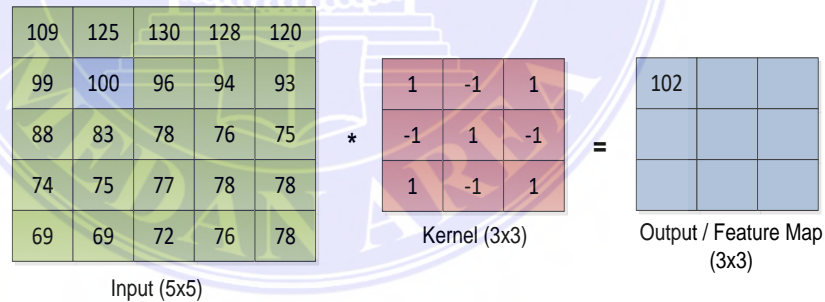 109 125 130 128 120
99 100 96 94 93
88 83 78 76 75
74 75 77 78 78
69 69 72 76 78
Input (5x5)
*
1 -1 1
-1 1 -1
1 -1 1
Kernel (3x3)
=
102
Output / Feature Map
(3x3)
MEDAN AREA